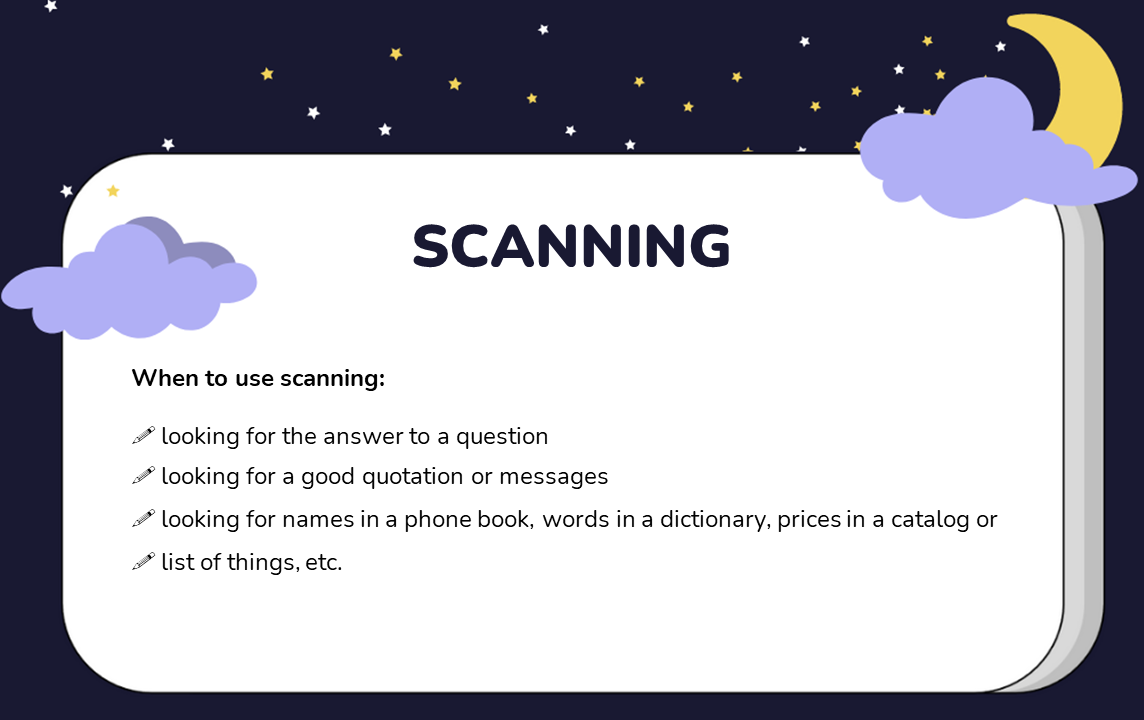 SCANNING
When to use scanning:
looking for the answer to a question
looking for a good quotation or messages
looking for names in a phone book, words in a dictionary, prices in a catalog or
list of things, etc.